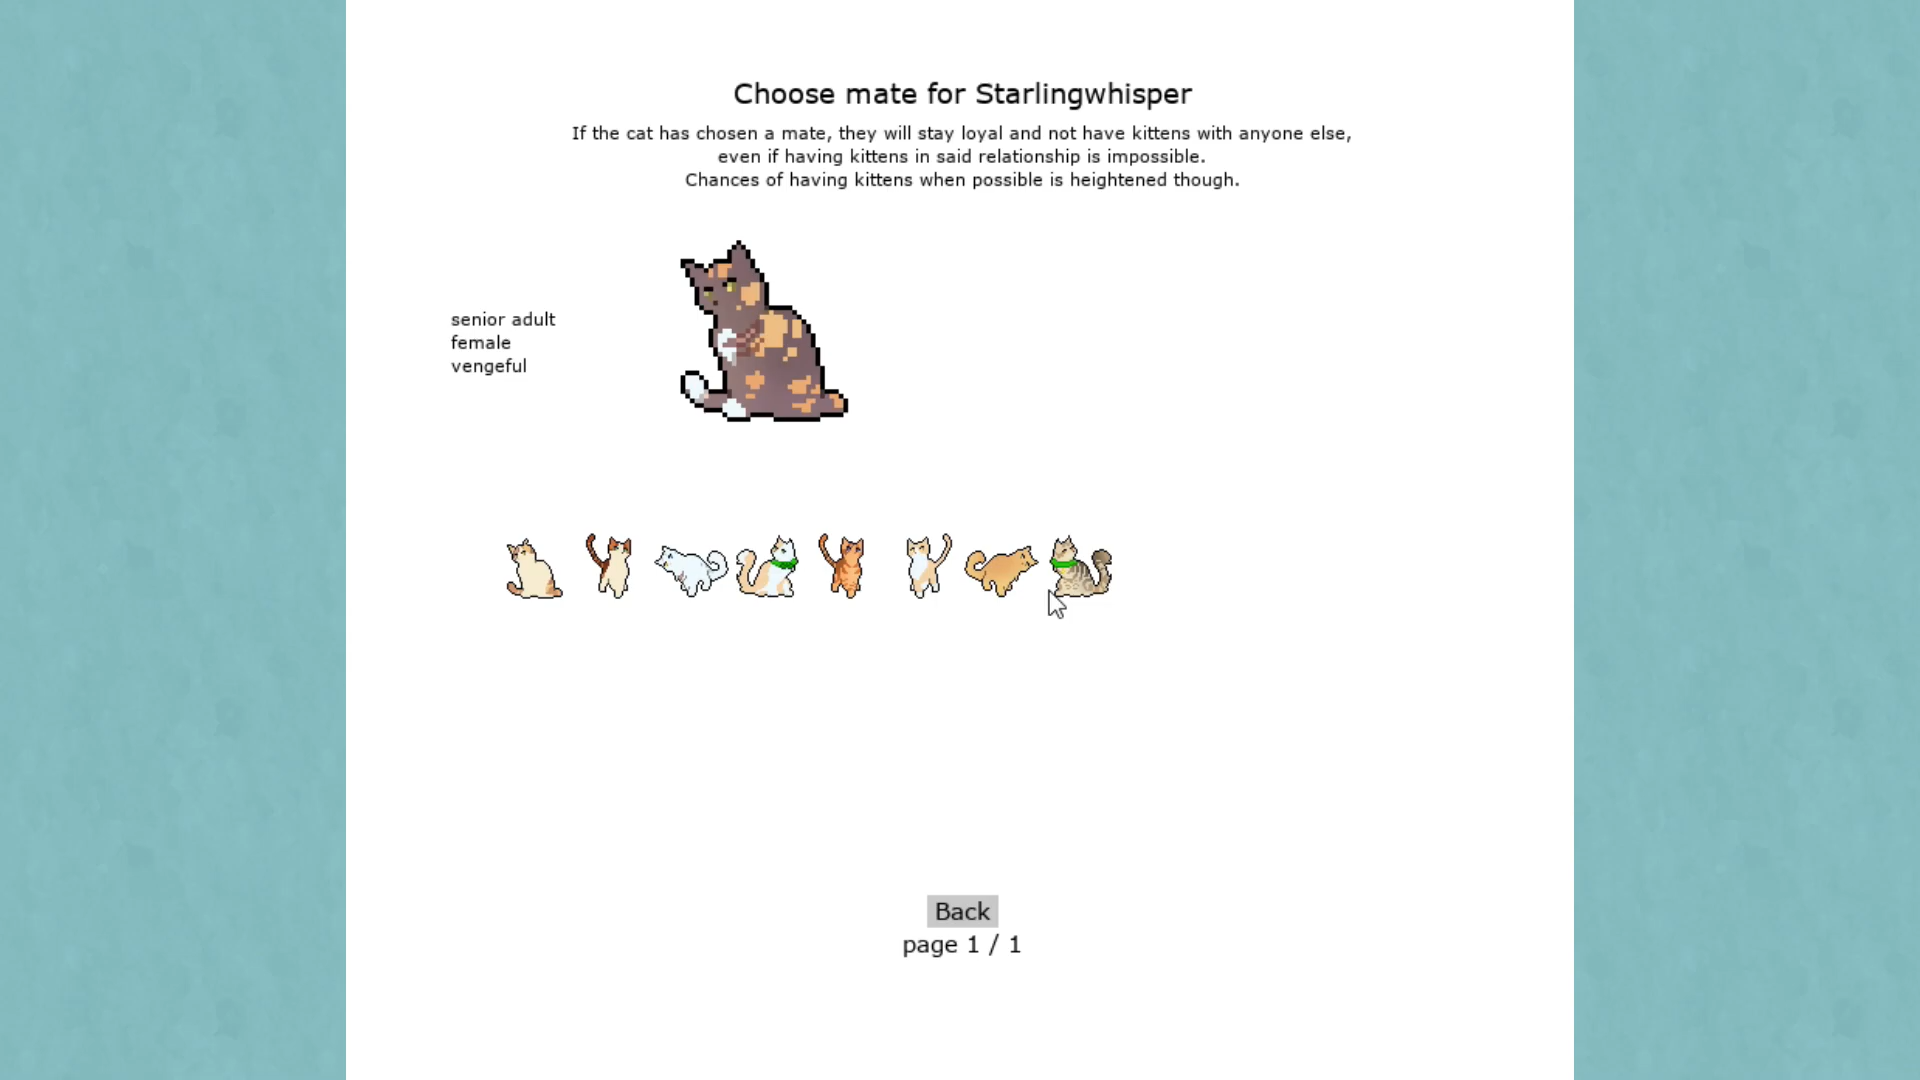 Choose mate for Starlingwhisper
If the cat has chosen a mate, they will stay loyal and not have kittens with anyone else,
even if having kittens in said relationship is impossible.
Chances of having kittens when possible is heightened though.
senior adult
female
vengeful
Back
page 1 / 1